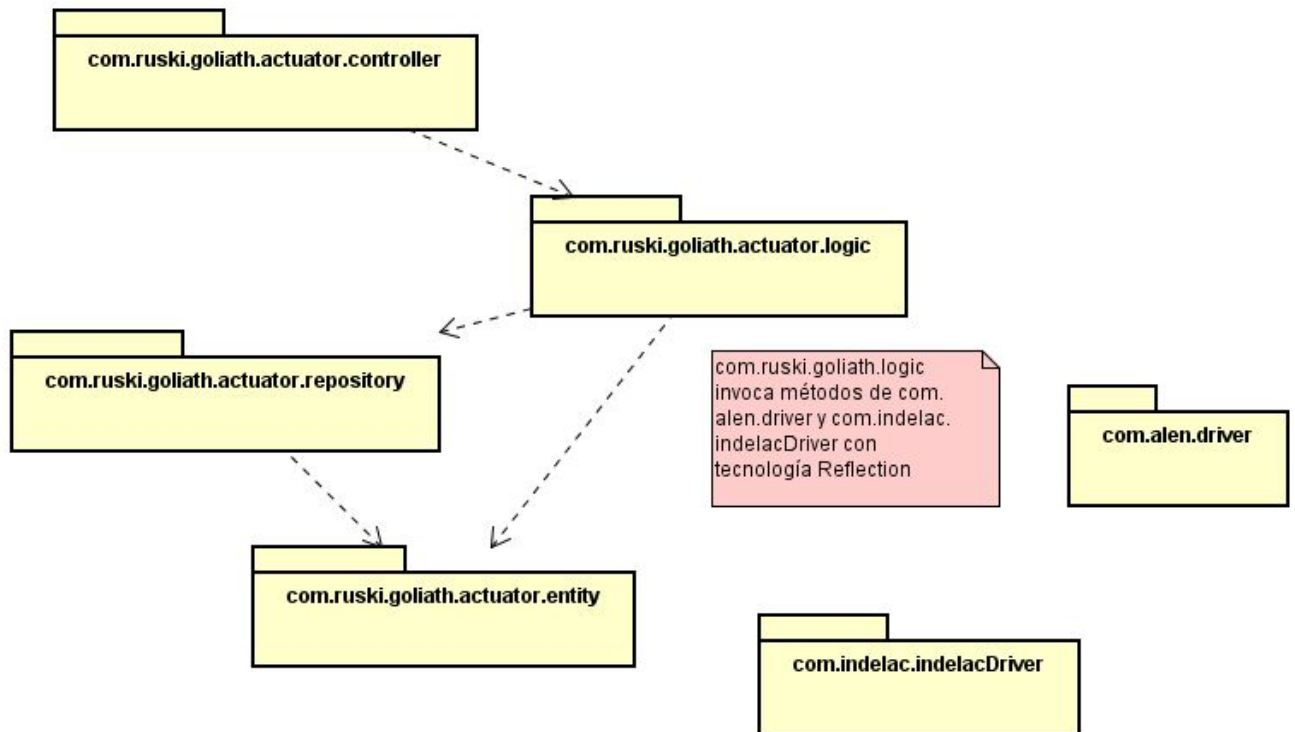 com.ruski.goliath.actuator.controller
com.ruski.goliath.actuator.logic
com.ruski.goliath.actuator.repository
com.ruski.goliath.logic
invoca métodos de com.
alen.driver y com.indelac.
indelacDriver con
tecnología Reflection
com.alen.driver
com.ruski.goliath.actuator.entity
com.indelac.indelacDriver